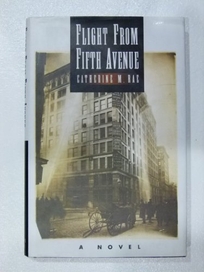 FLIGHT FROM
FIFTH AVENUE
CATHERINE M. RAE
A NOVEL